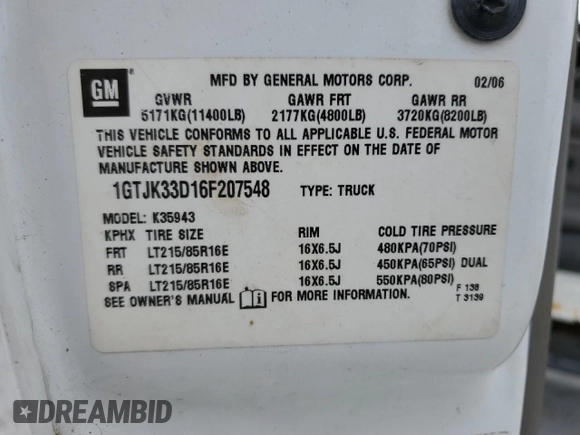 GM
MFD BY GENERAL MOTORS CORP. 02/06
GVWR GAWR FRT GAWR RR
5171KG(11400LB) 2177KG(4800LB) 3720KG(8200LB)
THIS VEHICLE CONFORMS TO ALL APPLICABLE U.S. FEDERAL MOTOR
VEHICLE SAFETY STANDARDS IN EFFECT ON THE DATE OF
MANUFACTURE SHOWN ABOVE.
1GTJK33D16F207548 TYPE: TRUCK
MODEL: K35943
KPHX TIRE SIZE RIM COLD TIRE PRESSURE
FRT LT215/85R16E 16X6.5J 480KPA(70PSI)
RR LT215/85R16E 16X6.5J 450KPA(65PSI) DUAL
SPA LT215/85R16E 16X6.5J 550KPA(80PSI)
SEE OWNER'S MANUAL i FOR MORE INFORMATION.
F 138
T 3139
DREAMBID